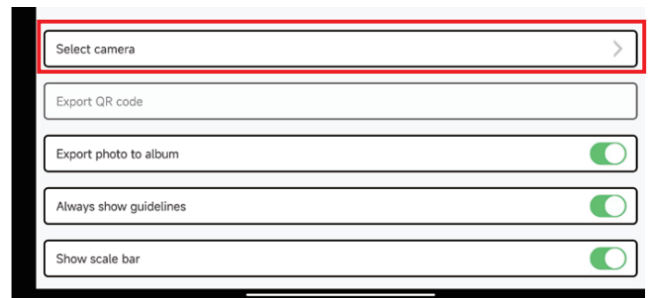 Select camera
Export QR code
Export photo to album
Always show guidelines
Show scale bar